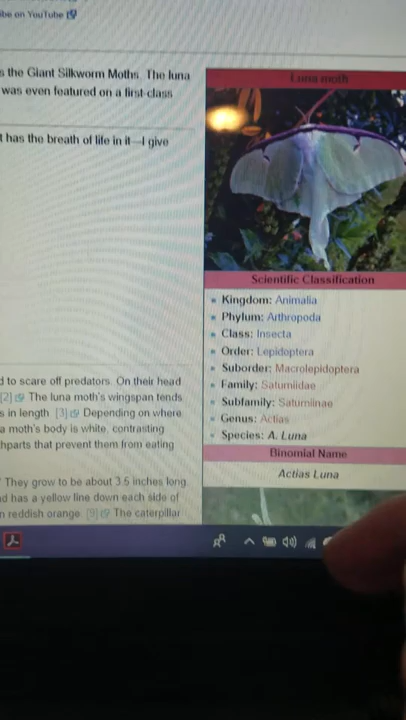 be on YouTube
s the Giant Silkworm Moths. The luna
was even featured on a first-class
t has the breath of life in it—I give
d to scare off predators. On their head
[2] The luna moth's wingspan tends
s in length [3] Depending on where
a moth's body is white, contrasting
hparts that prevent them from eating
They grow to be about 3.5 inches long
nd has a yellow line down each side of
n reddish orange. [9] The caterpillar
Luna moth
Scientific Classification
Kingdom: Animalia
Phylum: Arthropoda
Class: Insecta
Order: Lepidoptera
Suborder: Macrolepidoptera
Family: Saturniidae
Subfamily: Saturniinae
Genus: Actias
Species: A. Luna
Binomial Name
Actias Luna